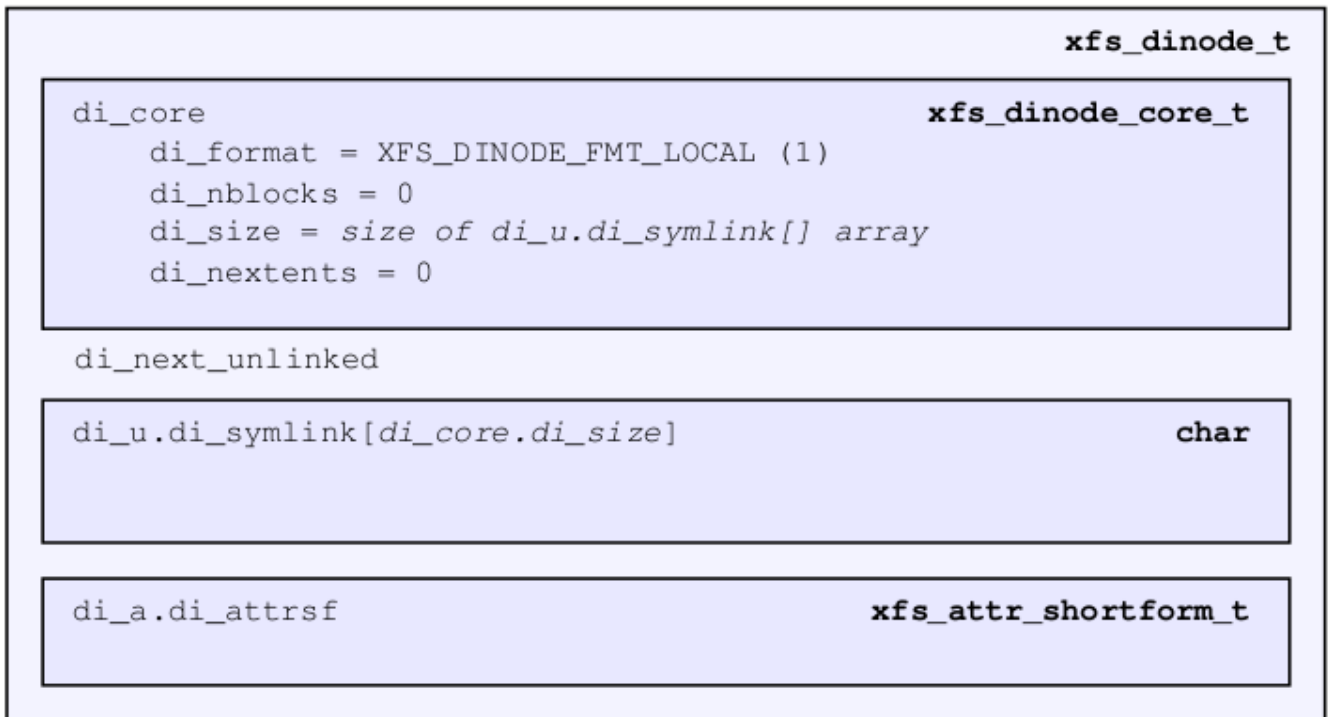 xfs_dinode_t
di_core xfs_dinode_core_t
di_format = XFS_DINODE_FMT_LOCAL (1)
di_nblocks = 0
di_size = size of di_u.di_symlink[] array
di_nextents = 0
di_next_unlinked
di_u.di_symlink[di_core.di_size] char
di_a.di_attrsf xfs_attr_shortform_t